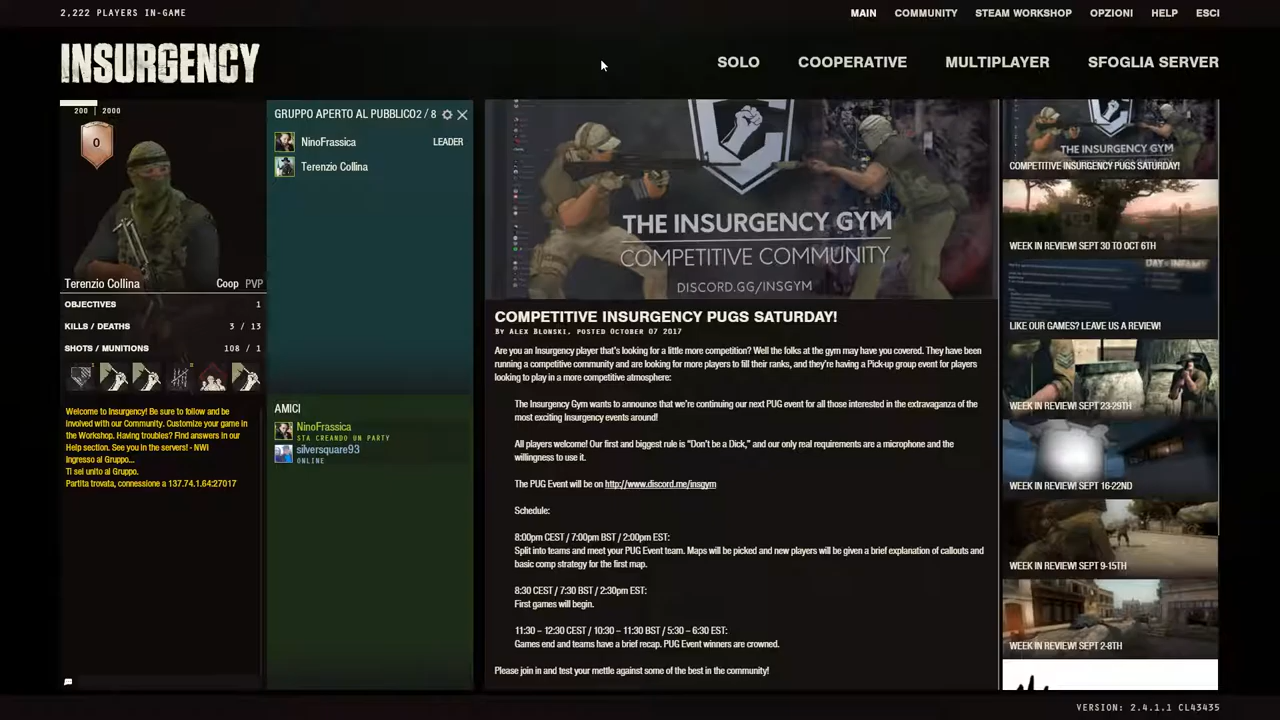 2,222 PLAYERS IN-GAME
MAIN COMMUNITY STEAM WORKSHOP OPZIONI HELP ESCI
INSURGENCY
SOLO COOPERATIVE MULTIPLAYER SFOGLIA SERVER
200 | 2000
0
Terenzio Collina Coop PVP
OBJECTIVES 1
KILLS / DEATHS 3 / 13
SHOTS / MUNITIONS 108 / 1
Welcome to Insurgency! Be sure to follow and be
involved with our Community. Customize your game in
the Workshop. Having troubles? Find answers in our
Help section. See you in the servers! - NWI
Ingresso al Gruppo...
Ti sei unito al Gruppo.
Partita trovata, connessione a 137.74.1.64:27017
GRUPPO APERTO AL PUBBLICO2 / 8
NinoFrassica LEADER
Terenzio Collina
AMICI
NinoFrassica
STA CREANDO UN PARTY
silversquare93
ONLINE
THE INSURGENCY GYM
COMPETITIVE COMMUNITY
DISCORD.GG/INSGYM
COMPETITIVE INSURGENCY PUGS SATURDAY!
By Alex Blonski, posted October 07 2017
Are you an Insurgency player that's looking for a little more competition? Well the folks at the gym may have you covered. They have been
running a competitive community and are looking for more players to fill their ranks, and they're having a Pick-up group event for players
looking to play in a more competitive atmosphere:
The Insurgency Gym wants to announce that we're continuing our next PUG event for all those interested in the extravaganza of the
most exciting Insurgency events around!
All players welcome! Our first and biggest rule is "Don't be a Dick," and our only real requirements are a microphone and the
willingness to use it.
The PUG Event will be on http://www.discord.me/insgym
Schedule:
8:00pm CEST / 7:00pm BST / 2:00pm EST:
Split into teams and meet your PUG Event team. Maps will be picked and new players will be given a brief explanation of callouts and
basic comp strategy for the first map.
8:30 CEST / 7:30 BST / 2:30pm EST:
First games will begin.
11:30 – 12:30 CEST / 10:30 – 11:30 BST / 5:30 – 6:30 EST:
Games end and teams have a brief recap. PUG Event winners are crowned.
Please join in and test your mettle against some of the best in the community!
THE INSURGENCY GYM
COMPETITIVE INSURGENCY PUGS SATURDAY!
WEEK IN REVIEW! SEPT 30 TO OCT 6TH
LIKE OUR GAMES? LEAVE US A REVIEW!
WEEK IN REVIEW! SEPT 23-29TH
WEEK IN REVIEW! SEPT 16-22ND
WEEK IN REVIEW! SEPT 9-15TH
WEEK IN REVIEW! SEPT 2-8TH
VERSION: 2.4.1.1 CL43435